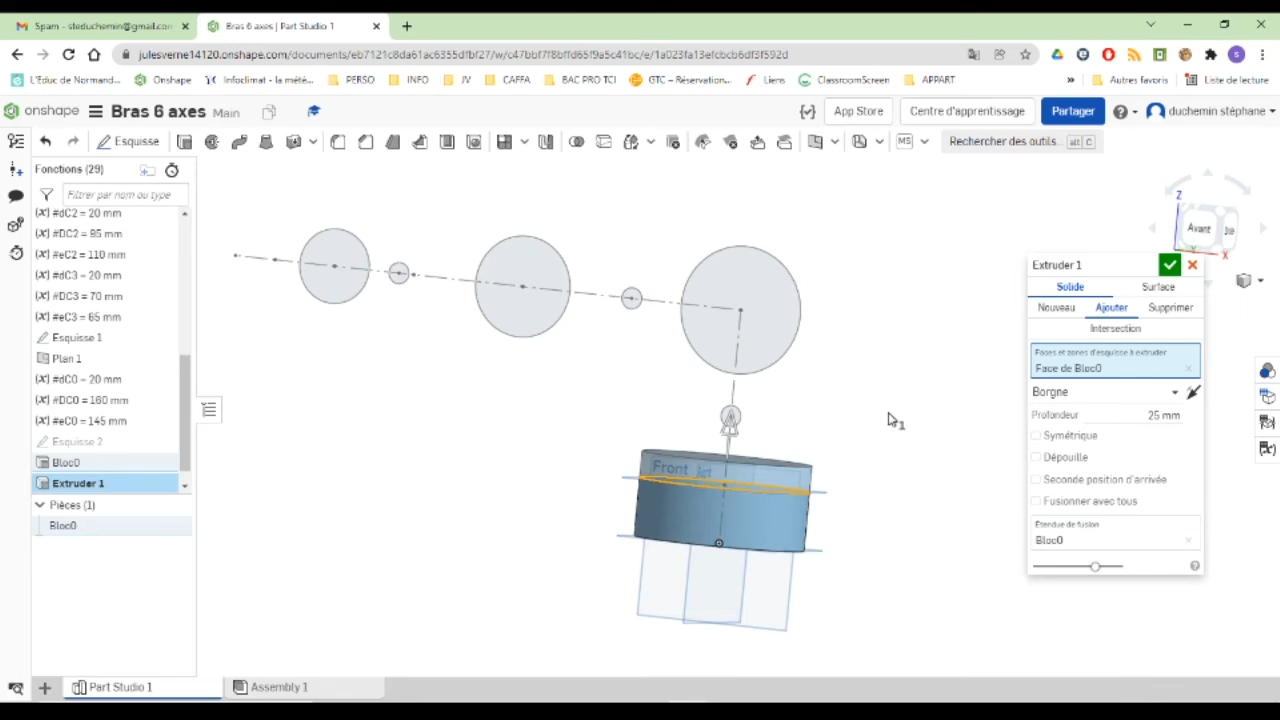 Spam - steduchemin@gmail.com
Bras 6 axes | Part Studio 1
julesverne14120.onshape.com/documents/eb7121c8da61ac6355dfbf27/w/c47bbf7f8bffd65f9a5c41bc/e/1a023fa13efcbcb6df3f592d
L'Educ de Normand...
Onshape
Infoclimat - la mété...
PERSO
INFO
JV
CAFFA
BAC PRO TCI
GTC – Réservation...
Liens
ClassroomScreen
APPART
»
Autres favoris
Liste de lecture
onshape
Bras 6 axes Main
App Store
Centre d'apprentissage
Partager
duchemin stéphane
Esquisse
MS
Rechercher des outils... alt C
Fonctions (29)
Filtrer par nom ou type
(x) #dC2 = 20 mm
(x) #DC2 = 95 mm
(x) #eC2 = 110 mm
(x) #dC3 = 20 mm
(x) #DC3 = 70 mm
(x) #eC3 = 65 mm
Esquisse 1
Plan 1
(x) #dC0 = 20 mm
(x) #DC0 = 160 mm
(x) #eC0 = 145 mm
Esquisse 2
Bloc0
Extruder 1
Pièces (1)
Bloc0
Front
Z
Avant
X
Extruder 1
Solide
Surface
Nouveau
Ajouter
Supprimer
Intersection
Faces et zones d'esquisse à extruder
Face de Bloc0
Borgne
Profondeur 25 mm
Symétrique
Dépouille
Seconde position d'arrivée
Fusionner avec tous
Étendue de fusion
Bloc0
1
Part Studio 1
Assembly 1